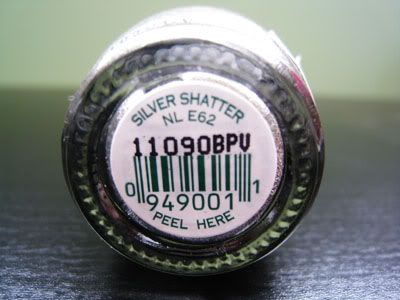 SILVER SHATTER
NL E62
11090BPV
0 949001 1
PEEL HERE